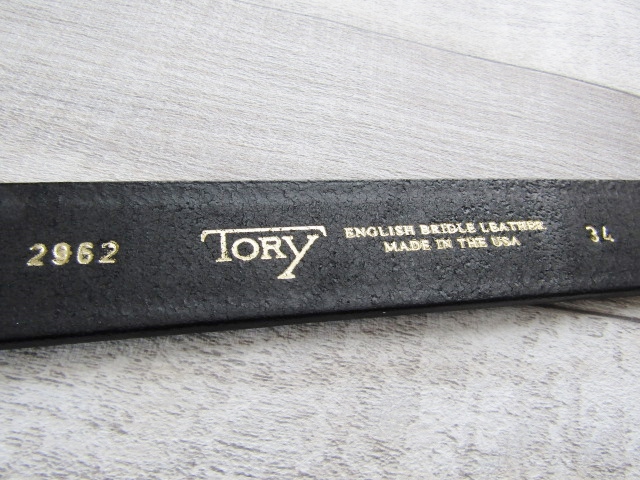 2962
TORY
ENGLISH BRIDLE LEATHER
MADE IN THE USA
34